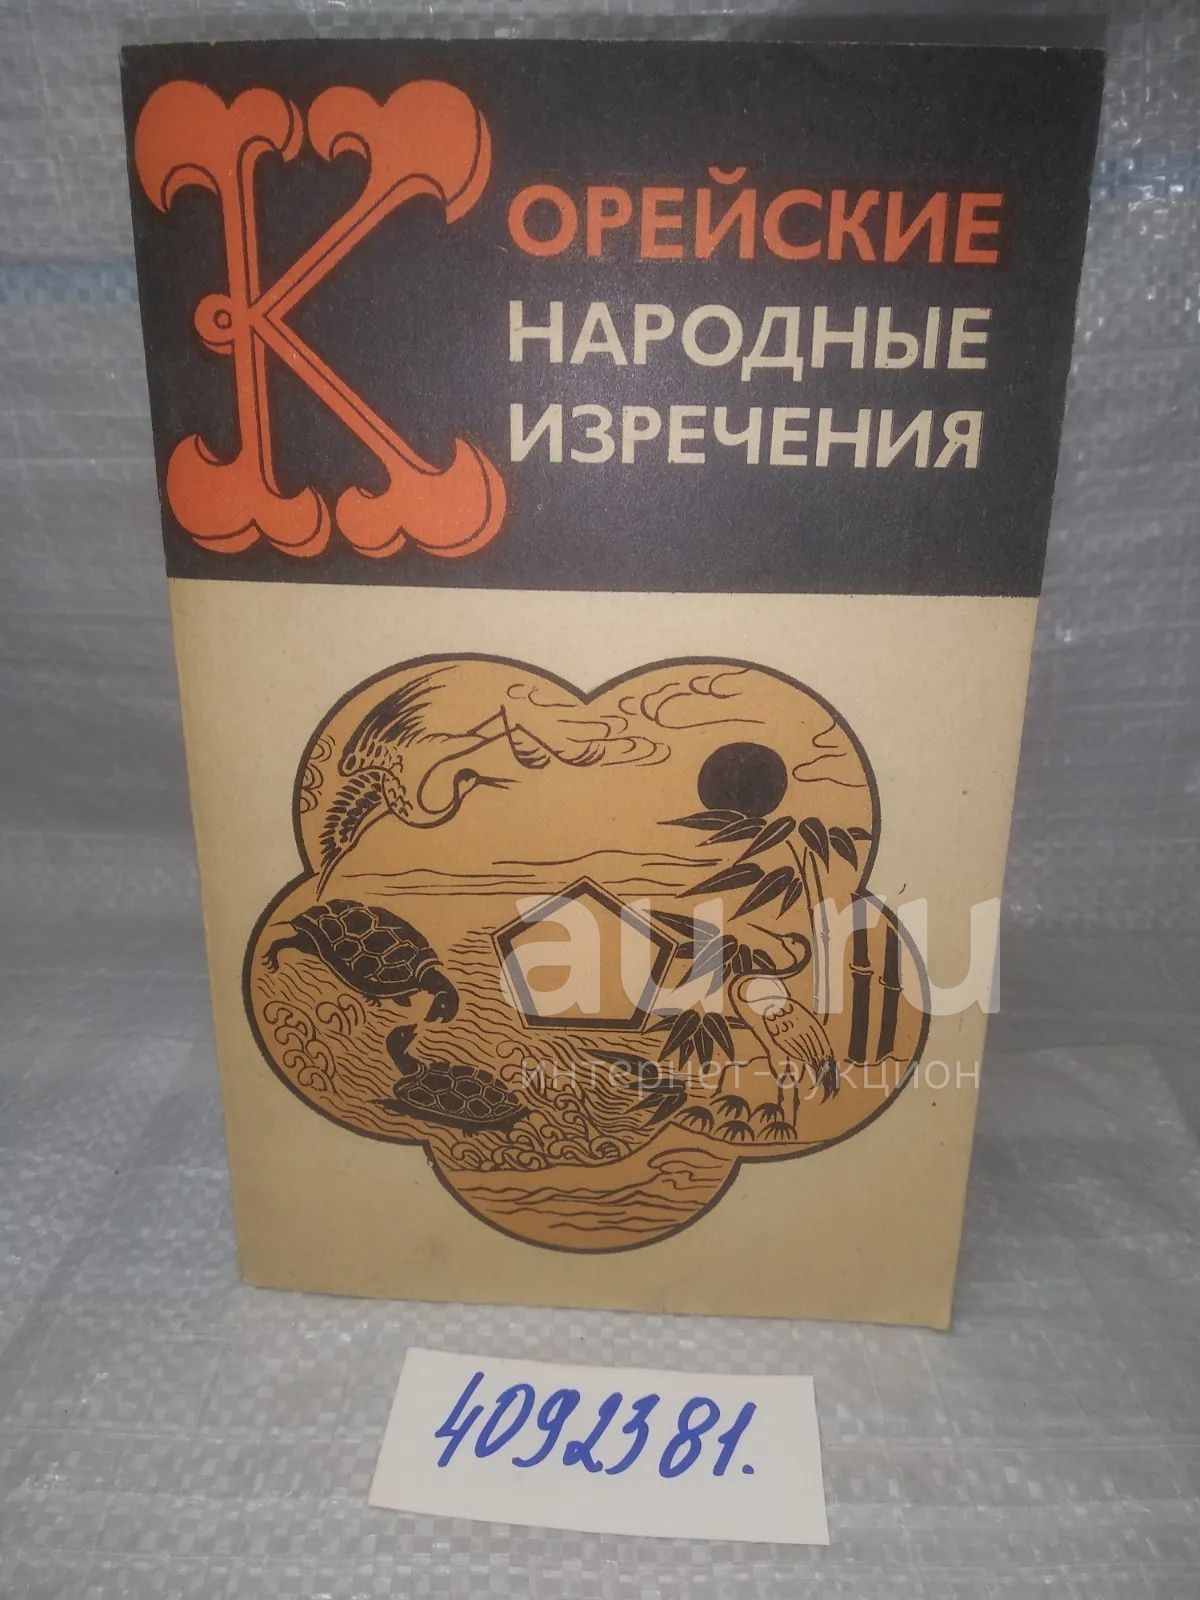 КОРЕЙСКИЕ
НАРОДНЫЕ
ИЗРЕЧЕНИЯ
au.ru
интернет-аукцион
4092381.